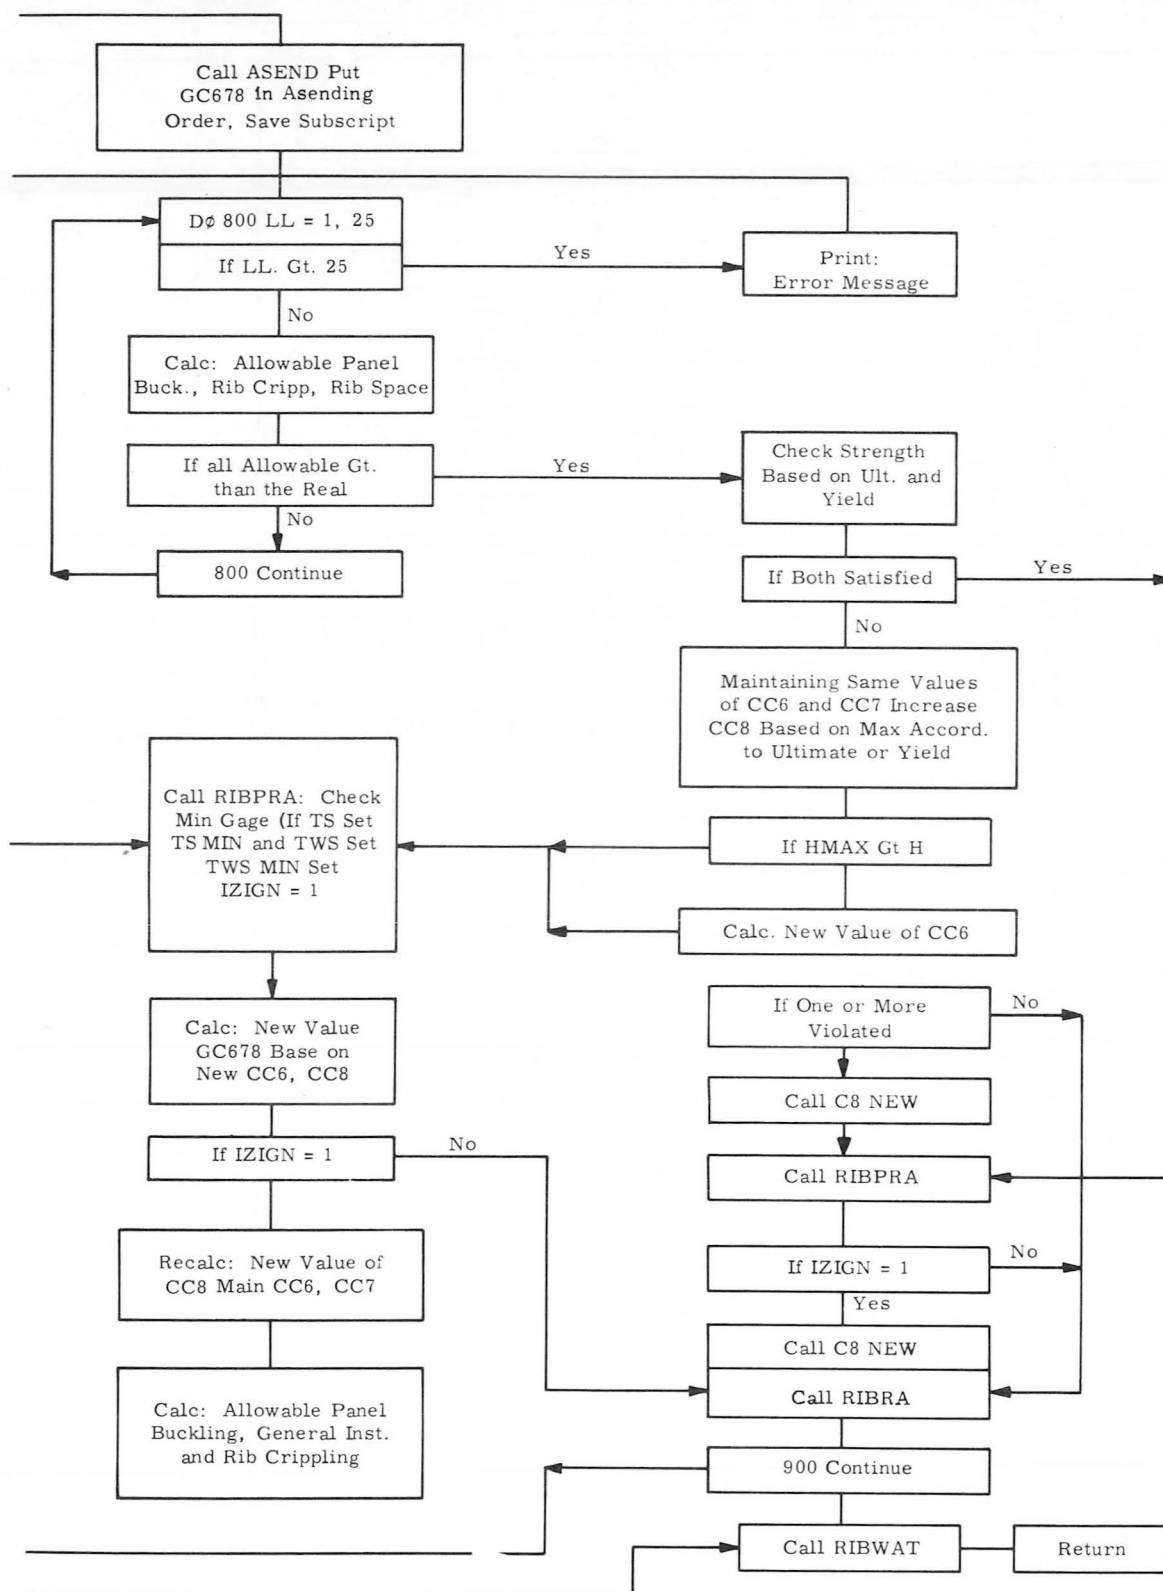 Call ASEND Put
GC678 in Asending
Order, Save Subscript
DØ 800 LL = 1, 25
If LL. Gt. 25
Yes
Print:
Error Message
No
Calc: Allowable Panel
Buck., Rib Cripp, Rib Space
If all Allowable Gt.
than the Real
Yes
Check Strength
Based on Ult. and
Yield
No
800 Continue
If Both Satisfied
Yes
No
Maintaining Same Values
of CC6 and CC7 Increase
CC8 Based on Max Accord.
to Ultimate or Yield
Call RIBPRA: Check
Min Gage (If TS Set
TS MIN and TWS Set
TWS MIN Set
IZIGN = 1
If HMAX Gt H
Calc. New Value of CC6
Calc: New Value
GC678 Base on
New CC6, CC8
If One or More
Violated
No
Call C8 NEW
If IZIGN = 1
No
Call RIBPRA
Recalc: New Value of
CC8 Main CC6, CC7
If IZIGN = 1
No
Yes
Call C8 NEW
Call RIBRA
Calc: Allowable Panel
Buckling, General Inst.
and Rib Crippling
900 Continue
Call RIBWAT
Return